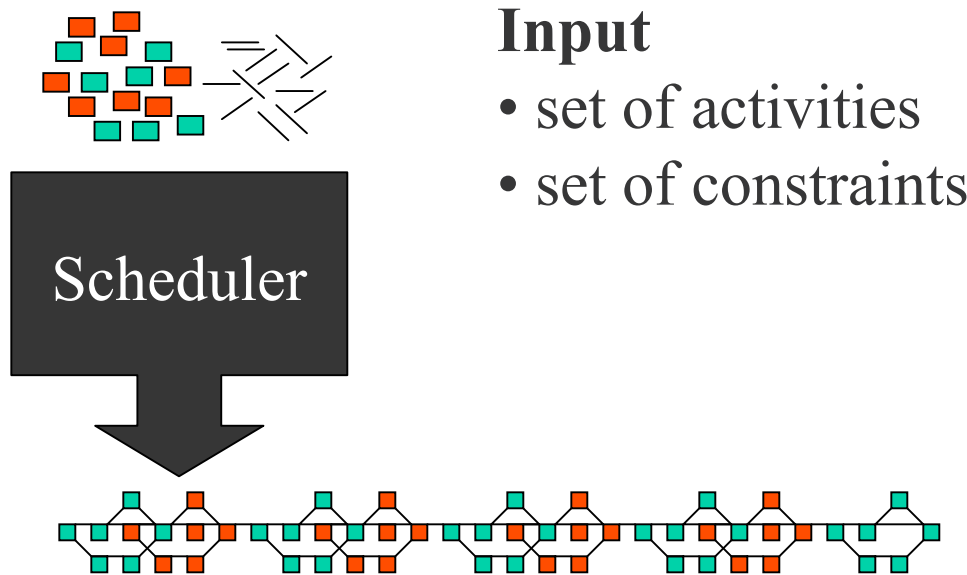 Input
• set of activities
• set of constraints
Scheduler